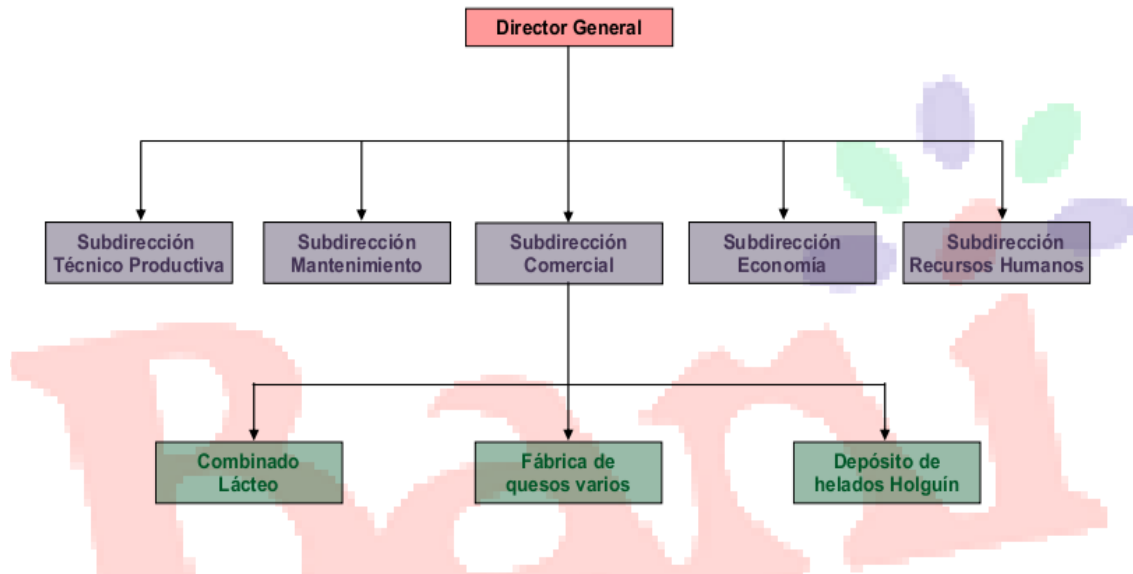 Director General
Subdirección
Técnico Productiva
Subdirección
Mantenimiento
Subdirección
Comercial
Subdirección
Economía
Subdirección
Recursos Humanos
Combinado
Lácteo
Fábrica de
quesos varios
Depósito de
helados Holguín